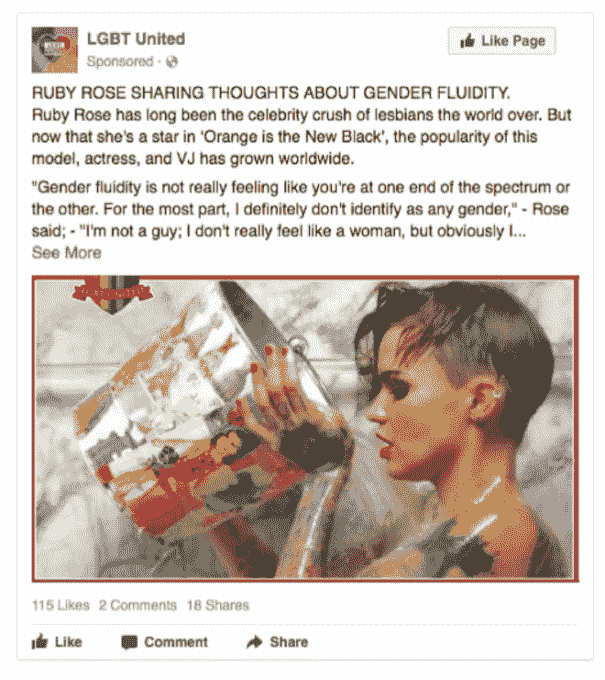 LGBT United
Like Page
Sponsored ·
RUBY ROSE SHARING THOUGHTS ABOUT GENDER FLUIDITY.
Ruby Rose has long been the celebrity crush of lesbians the world over. But
now that she's a star in 'Orange is the New Black', the popularity of this
model, actress, and VJ has grown worldwide.
"Gender fluidity is not really feeling like you're at one end of the spectrum or
the other. For the most part, I definitely don't identify as any gender," - Rose
said; - "I'm not a guy; I don't really feel like a woman, but obviously I...
See More
115 Likes 2 Comments 18 Shares
Like Comment Share